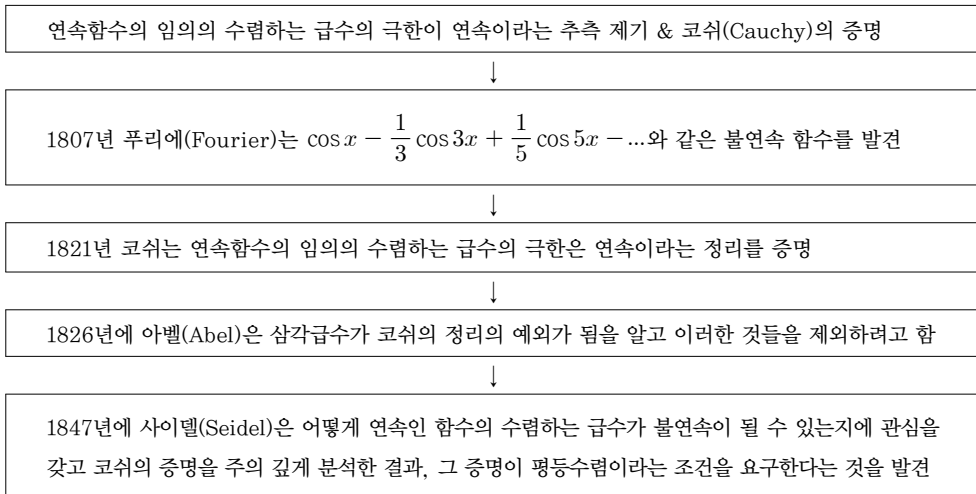 연속함수의 임의의 수렴하는 급수의 극한이 연속이라는 추측 제기 & 코쉬(Cauchy)의 증명
↓
1807년 푸리에(Fourier)는 cos x − 1/3 cos 3x + 1/5 cos 5x − ...와 같은 불연속 함수를 발견
↓
1821년 코쉬는 연속함수의 임의의 수렴하는 급수의 극한은 연속이라는 정리를 증명
↓
1826년에 아벨(Abel)은 삼각급수가 코쉬의 정리의 예외가 됨을 알고 이러한 것들을 제외하려고 함
↓
1847년에 사이델(Seidel)은 어떻게 연속인 함수의 수렴하는 급수가 불연속이 될 수 있는지에 관심을
갖고 코쉬의 증명을 주의 깊게 분석한 결과, 그 증명이 평등수렴이라는 조건을 요구한다는 것을 발견